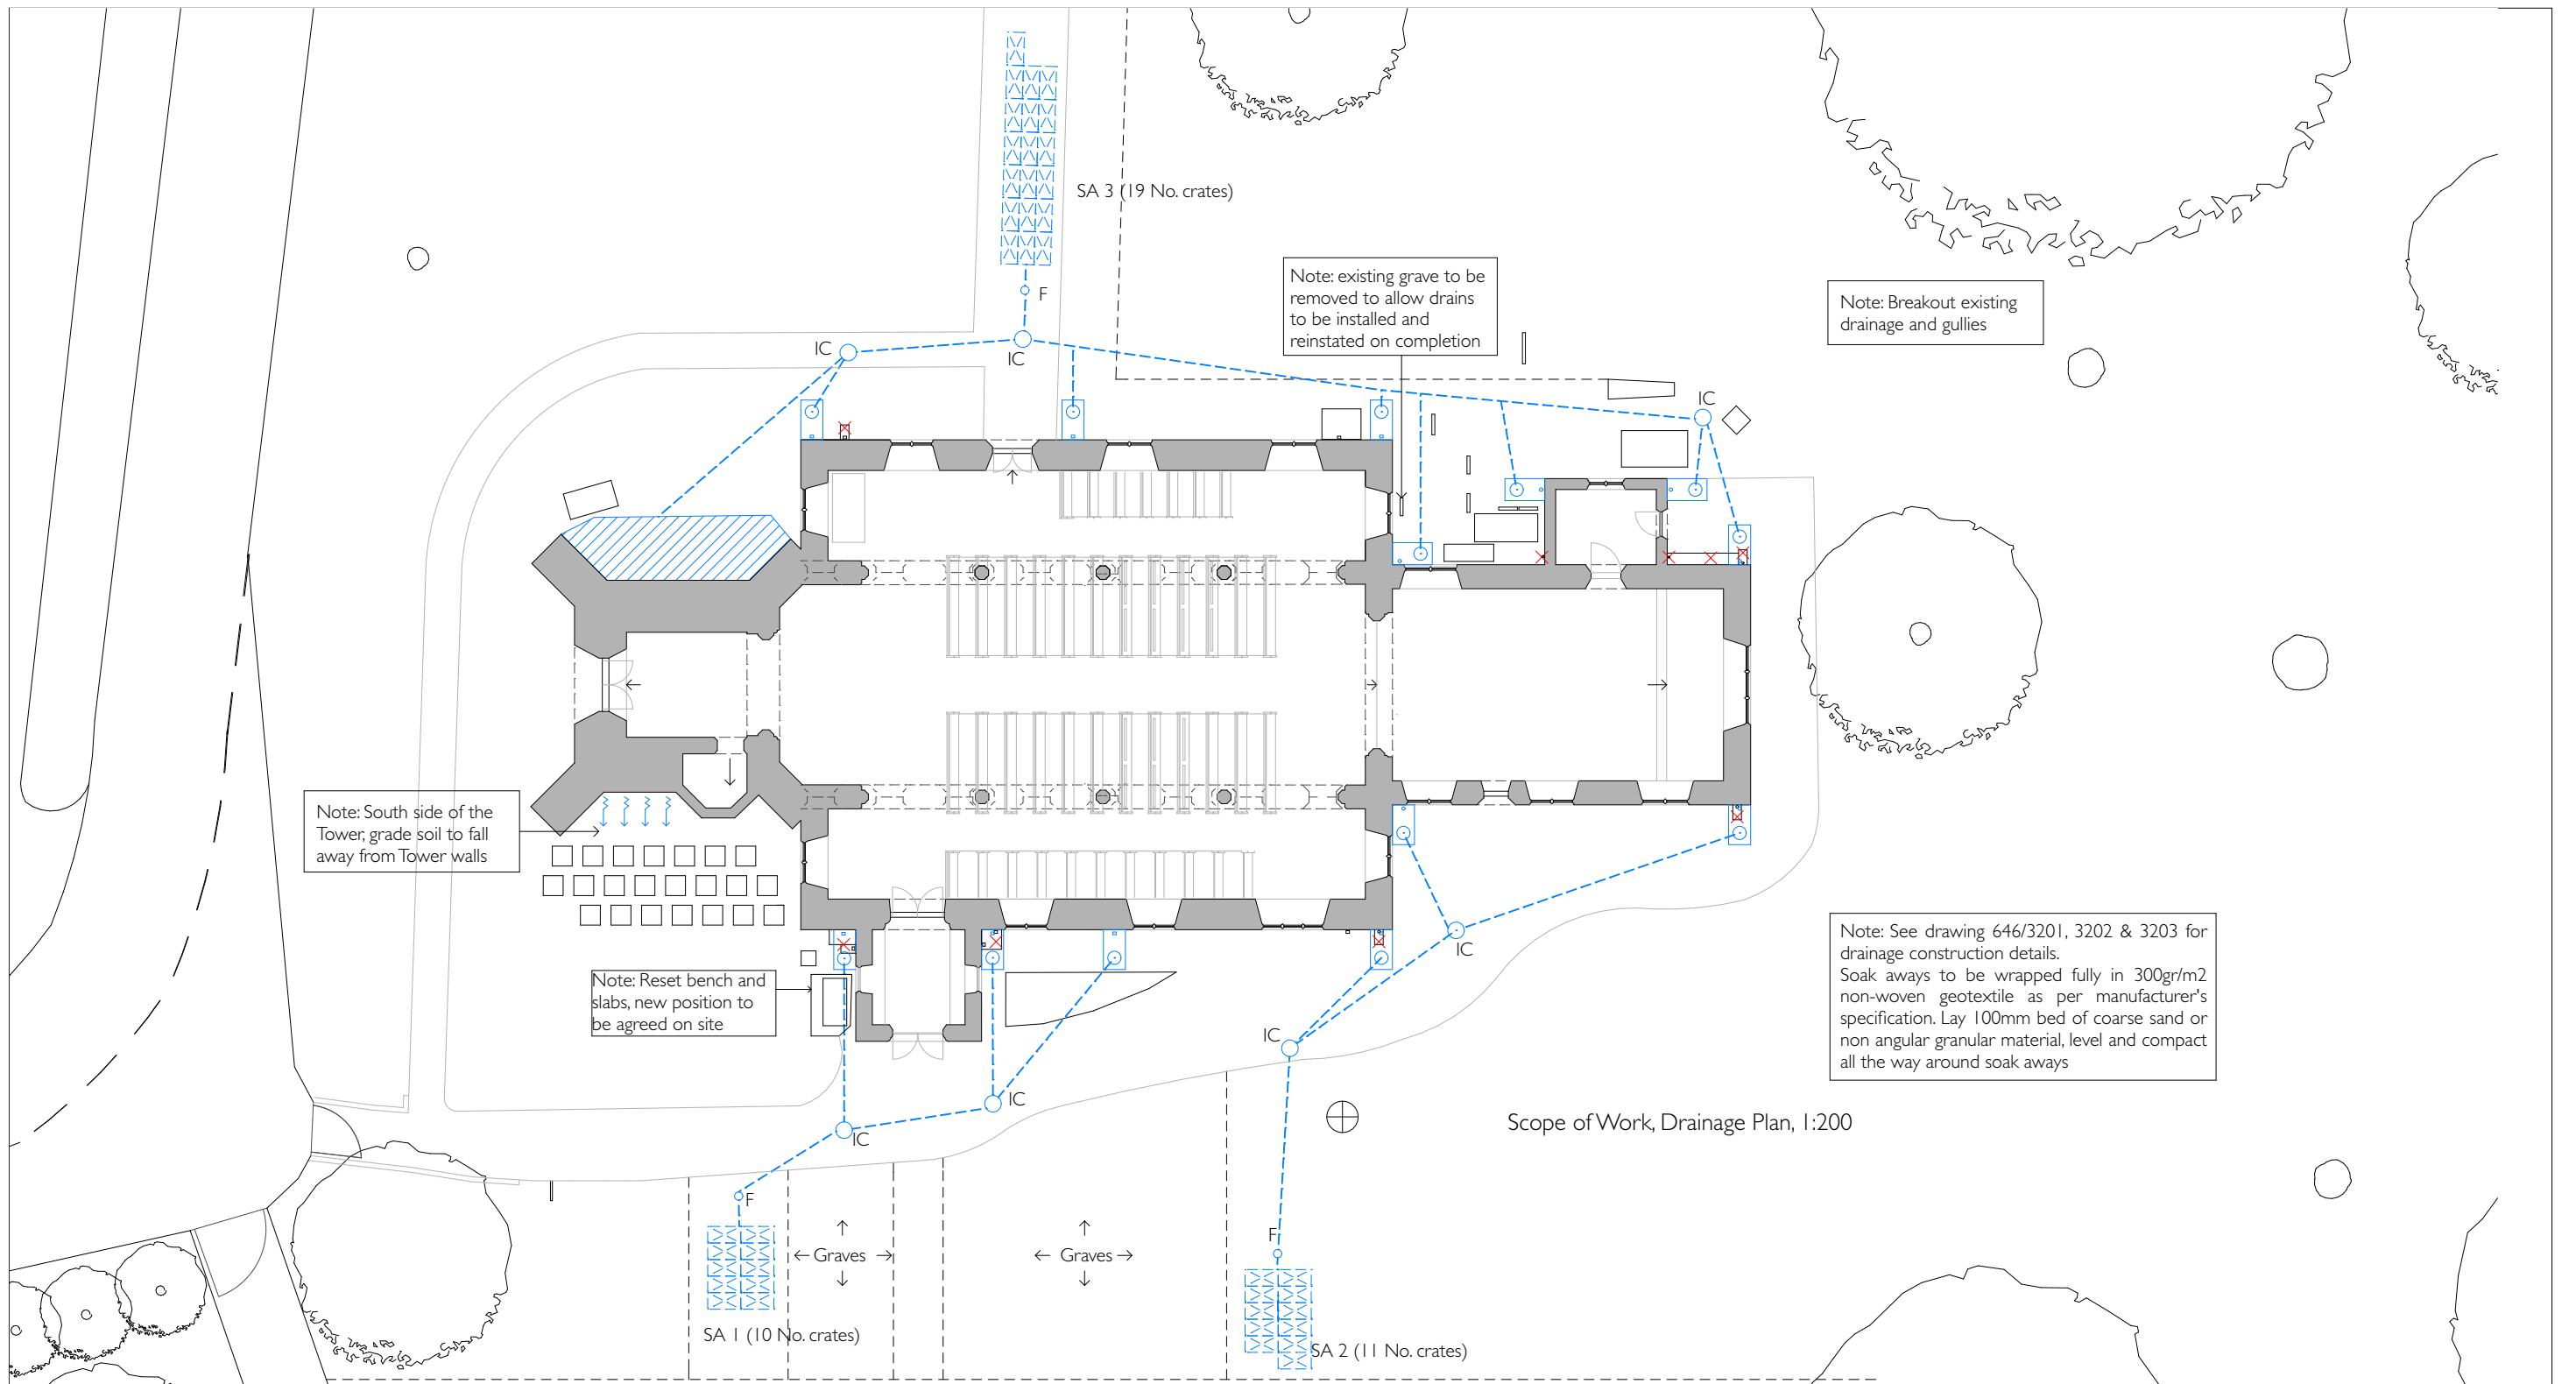 SA 3 (19 No. crates)
F
IC
IC
Note: existing grave to be
removed to allow drains
to be installed and
reinstated on completion
Note: Breakout existing
drainage and gullies
IC
Note: South side of the
Tower, grade soil to fall
away from Tower walls
Note: Reset bench and
slabs, new position to
be agreed on site
IC
IC
IC
IC
Note: See drawing 646/3201, 3202 & 3203 for
drainage construction details.
Soak aways to be wrapped fully in 300gr/m2
non-woven geotextile as per manufacturer's
specification. Lay 100mm bed of coarse sand or
non angular granular material, level and compact
all the way around soak aways
Scope of Work, Drainage Plan, 1:200
F
Graves
Graves
F
SA 1 (10 No. crates)
SA 2 (11 No. crates)